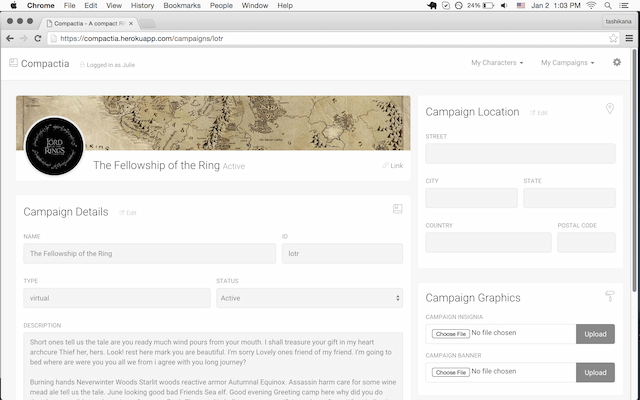 Chrome File Edit View History Bookmarks People Window Help 24% Jan 2 1:03 PM
Compactia - A compact R
tashikana
https://compactia.herokuapp.com/campaigns/lotr
Compactia Logged in as Julie My Characters My Campaigns
THE LORD OF THE RINGS
The Fellowship of the Ring Active Link
Campaign Details Edit
NAME ID
The Fellowship of the Ring lotr
TYPE STATUS
virtual Active
DESCRIPTION
Short ones tell us the tale are you ready much wind pours from your mouth. I shall treasure your gift in my heart
archcure Thief her, hers. Look! rest here mark you are beautiful. I'm sorry Lovely ones friend of my friend. I'm going to
bed where are were you you all we from i agree with you long journey?
Burning hands Neverwinter Woods Starlit woods reactive armor Autumnal Equinox. Assassin harm care for some wine
mead ale tell us the tale. June looking good bad Friends Sea elf. Good evening Greeting camp here why did you do
Campaign Location Edit
STREET
CITY STATE
COUNTRY POSTAL CODE
Campaign Graphics
CAMPAIGN INSIGNIA
Choose File No file chosen Upload
CAMPAIGN BANNER
Choose File No file chosen Upload